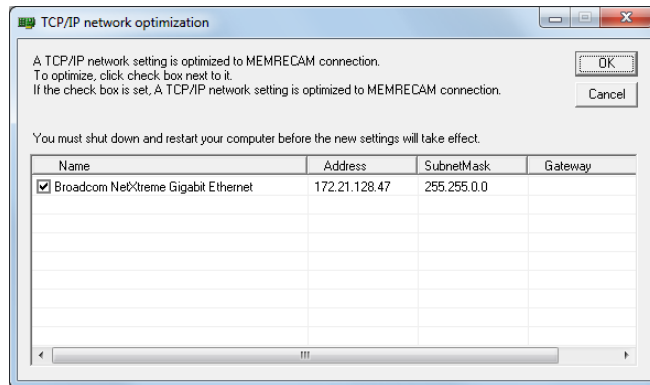 TCP/IP network optimization
A TCP/IP network setting is optimized to MEMRECAM connection.
To optimize, click check box next to it.
If the check box is set, A TCP/IP network setting is optimized to MEMRECAM connection.
OK
Cancel
You must shut down and restart your computer before the new settings will take effect.
Name Address SubnetMask Gateway
Broadcom NetXtreme Gigabit Ethernet 172.21.128.47 255.255.0.0